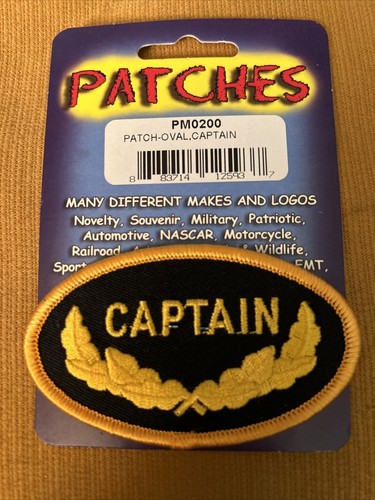 PATCHES
PM0200
PATCH-OVAL,CAPTAIN
8 83714 12593 7
MANY DIFFERENT MAKES AND LOGOS
Novelty, Souvenir, Military, Patriotic,
Automotive, NASCAR, Motorcycle,
Railroad, & Wildlife,
EMT,
CAPTAIN